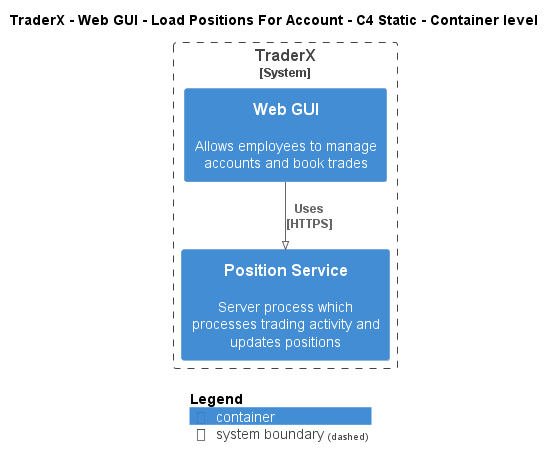 TraderX - Web GUI - Load Positions For Account - C4 Static - Container level
TraderX
[System]
Web GUI
Allows employees to manage
accounts and book trades
Uses
[HTTPS]
Position Service
Server process which
processes trading activity and
updates positions
Legend
container
system boundary (dashed)